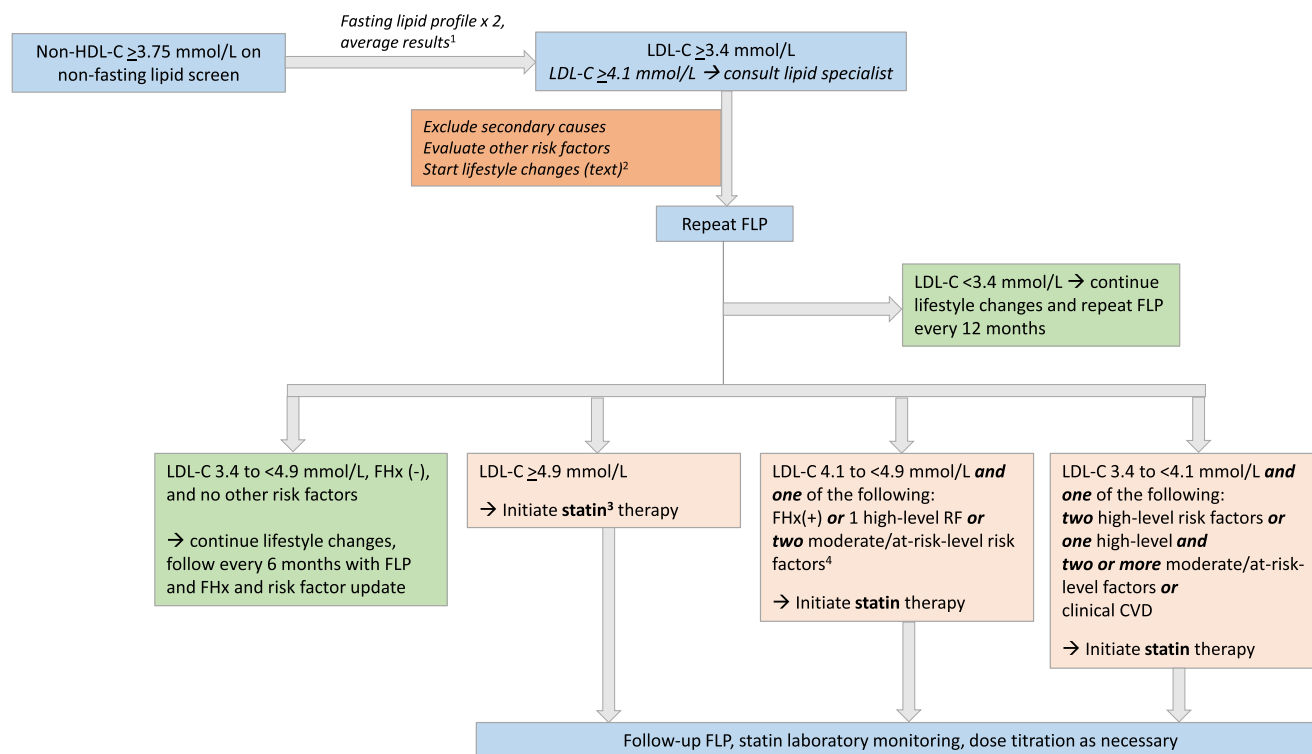 Fasting lipid profile x 2,
average results¹
Non-HDL-C ≥3.75 mmol/L on
non-fasting lipid screen
LDL-C ≥3.4 mmol/L
LDL-C ≥4.1 mmol/L → consult lipid specialist
Exclude secondary causes
Evaluate other risk factors
Start lifestyle changes (text)²
Repeat FLP
LDL-C <3.4 mmol/L → continue
lifestyle changes and repeat FLP
every 12 months
LDL-C 3.4 to <4.9 mmol/L, FHx (-),
and no other risk factors
→ continue lifestyle changes,
follow every 6 months with FLP
and FHx and risk factor update
LDL-C ≥4.9 mmol/L
→ Initiate statin³ therapy
LDL-C 4.1 to <4.9 mmol/L and
one of the following:
FHx(+) or 1 high-level RF or
two moderate/at-risk-level risk
factors⁴
→ Initiate statin therapy
LDL-C 3.4 to <4.1 mmol/L and
one of the following:
two high-level risk factors or
one high-level and
two or more moderate/at-risk-
level factors or
clinical CVD
→ Initiate statin therapy
Follow-up FLP, statin laboratory monitoring, dose titration as necessary